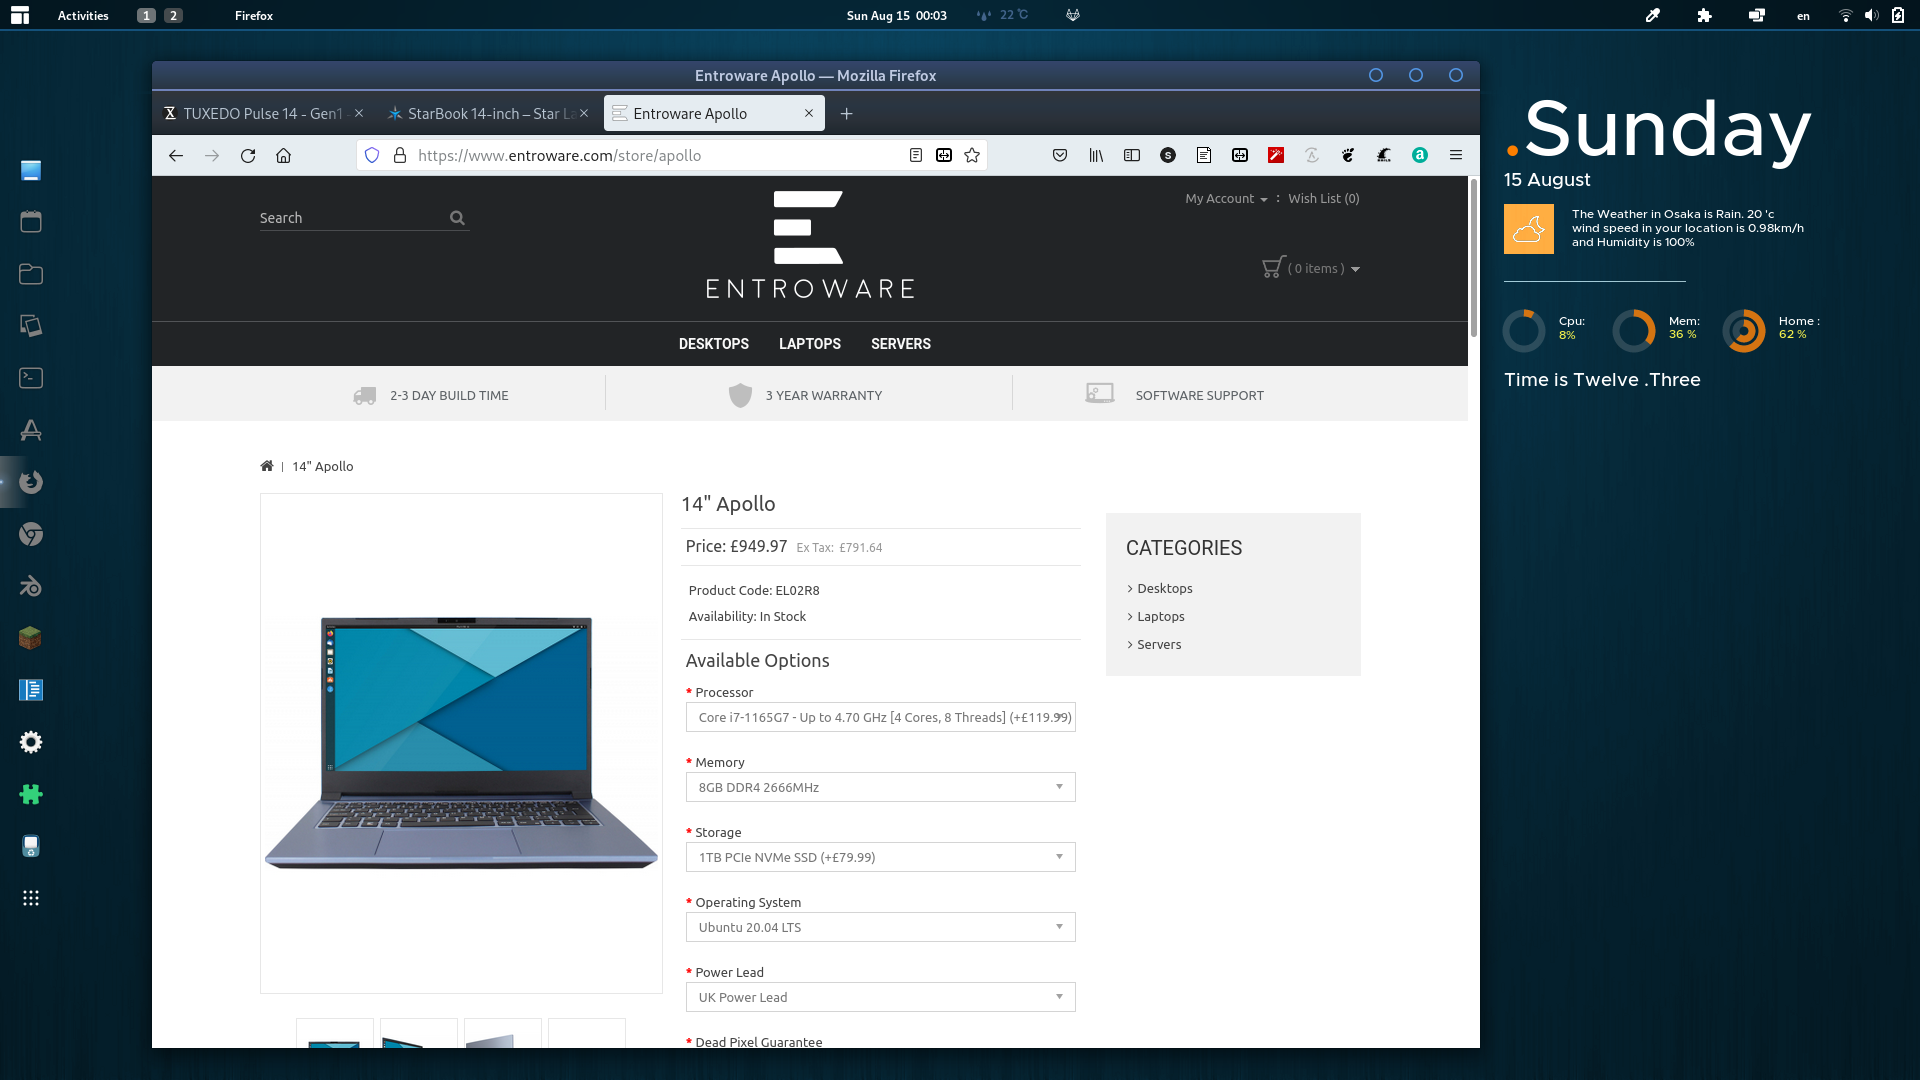 Activities
1
2
Firefox
Sun Aug 15 00:03
22 °C
en
Entroware Apollo — Mozilla Firefox
TUXEDO Pulse 14 - Gen1
StarBook 14-inch – Star La
Entroware Apollo
https://www.entroware.com/store/apollo
Search
ENTROWARE
My Account
:
Wish List (0)
( 0 items )
DESKTOPS
LAPTOPS
SERVERS
2-3 DAY BUILD TIME
3 YEAR WARRANTY
SOFTWARE SUPPORT
| 14" Apollo
14" Apollo
Price: £949.97 Ex Tax: £791.64
Product Code: EL02R8
Availability: In Stock
Available Options
* Processor
Core i7-1165G7 - Up to 4.70 GHz [4 Cores, 8 Threads] (+£119.99)
* Memory
8GB DDR4 2666MHz
* Storage
1TB PCIe NVMe SSD (+£79.99)
* Operating System
Ubuntu 20.04 LTS
* Power Lead
UK Power Lead
* Dead Pixel Guarantee
CATEGORIES
Desktops
Laptops
Servers
.Sunday
15 August
The Weather in Osaka is Rain. 20 'c
wind speed in your location is 0.98km/h
and Humidity is 100%
Cpu:
8%
Mem:
36 %
Home :
62 %
Time is Twelve .Three